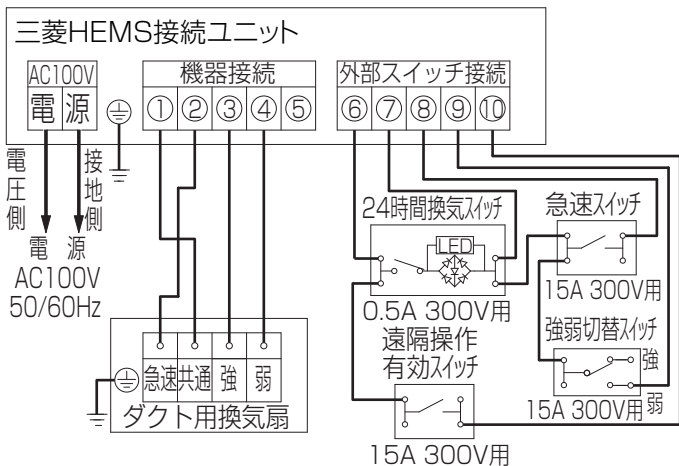 三菱HEMS接続ユニット
AC100V
電源
機器接続
① ② ③ ④ ⑤
外部スイッチ接続
⑥ ⑦ ⑧ ⑨ ⑩
電圧側
接地側
電源
AC100V
50/60Hz
24時間換気スイッチ
LED
0.5A 300V用
急速スイッチ
15A 300V用
強弱切替スイッチ
強
弱
15A 300V用
遠隔操作
有効スイッチ
15A 300V用
急速 共通 強 弱
ダクト用換気扇